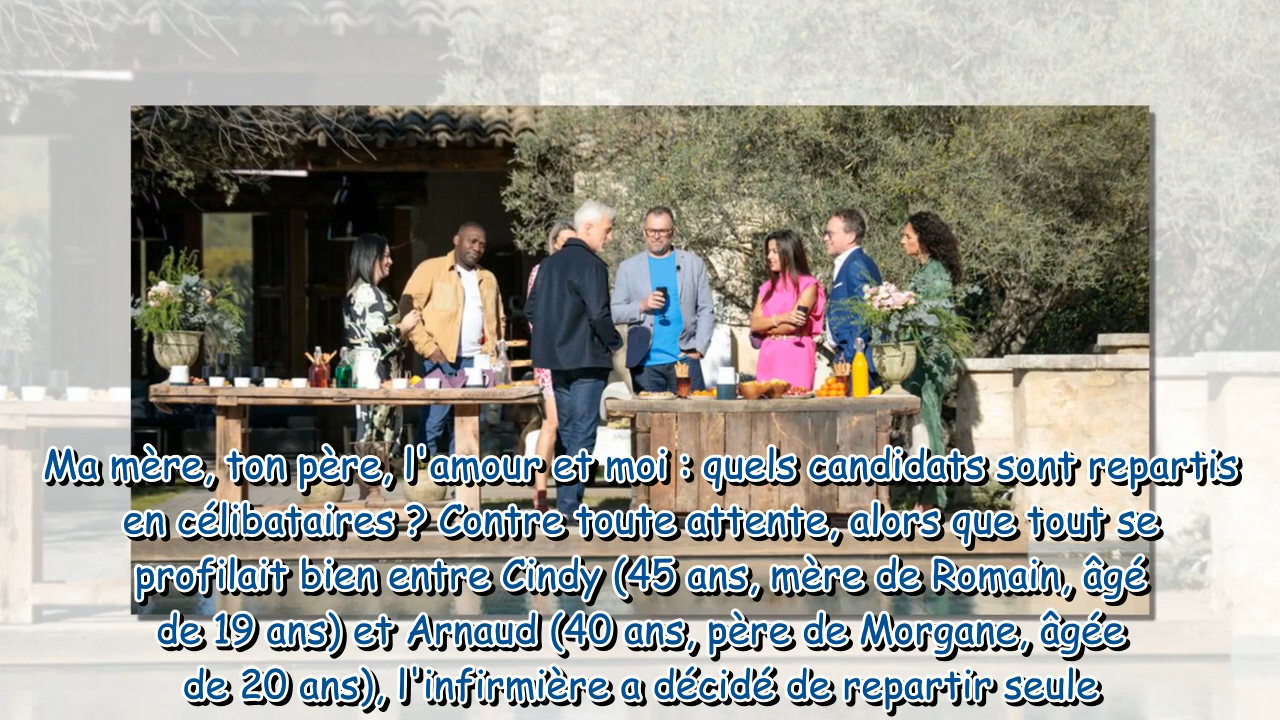 Ma mère, ton père, l'amour et moi : quels candidats sont repartis
en célibataires ? Contre toute attente, alors que tout se
profilait bien entre Cindy (45 ans, mère de Romain, âgé
de 19 ans) et Arnaud (40 ans, père de Morgane, âgée
de 20 ans), l'infirmière a décidé de repartir seule